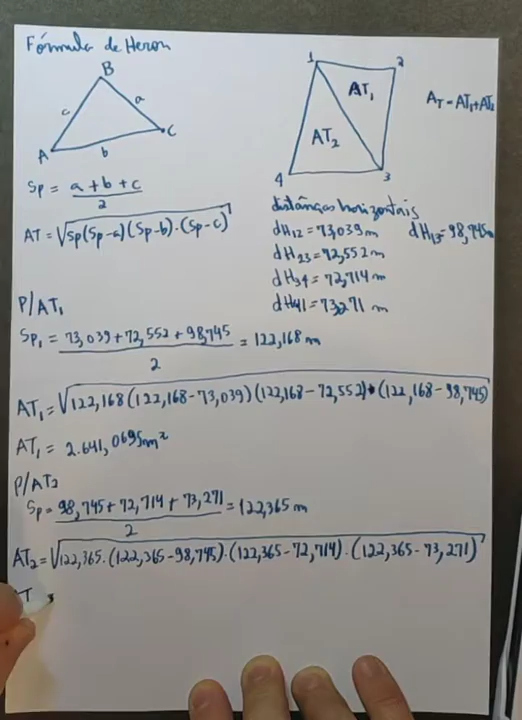 Fórmula de Heron
B
c a
A b C
Sp = a + b + c
2
AT = √Sp(Sp-a)(Sp-b).(Sp-c)
1 2
AT₁
AT₂
4 3
AT = AT₁ + AT₂
distâncias horizontais
dH12 = 73,039 m dH13 = 98,745m
dH23 = 72,552 m
dH34 = 72,714 m
dH41 = 73,271 m
P/AT₁
Sp₁ = 73,039 + 72,552 + 98,745 = 122,168 m
2
AT₁ = √122,168(122,168-73,039)(122,168-72,552)•(122,168-98,745)
AT₁ = 2.641,0695m²
P/AT₂
Sp = 98,745 + 72,714 + 73,271 = 122,365 m
2
AT₂ = √122,365.(122,365-98,745).(122,365-72,714).(122,365-73,271)